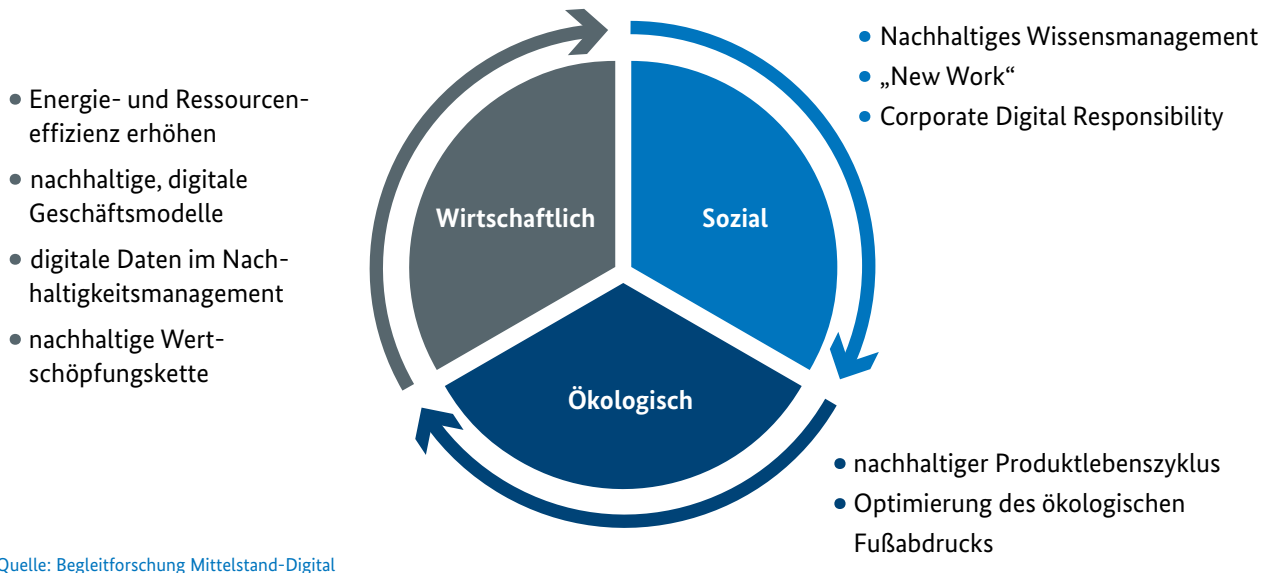 • Energie- und Ressourcen-
effizienz erhöhen
• nachhaltige, digitale
Geschäftsmodelle
• digitale Daten im Nach-
haltigkeitsmanagement
• nachhaltige Wert-
schöpfungskette
Wirtschaftlich
Sozial
Ökologisch
• Nachhaltiges Wissensmanagement
• „New Work“
• Corporate Digital Responsibility
• nachhaltiger Produktlebenszyklus
• Optimierung des ökologischen
Fußabdrucks
Quelle: Begleitforschung Mittelstand-Digital